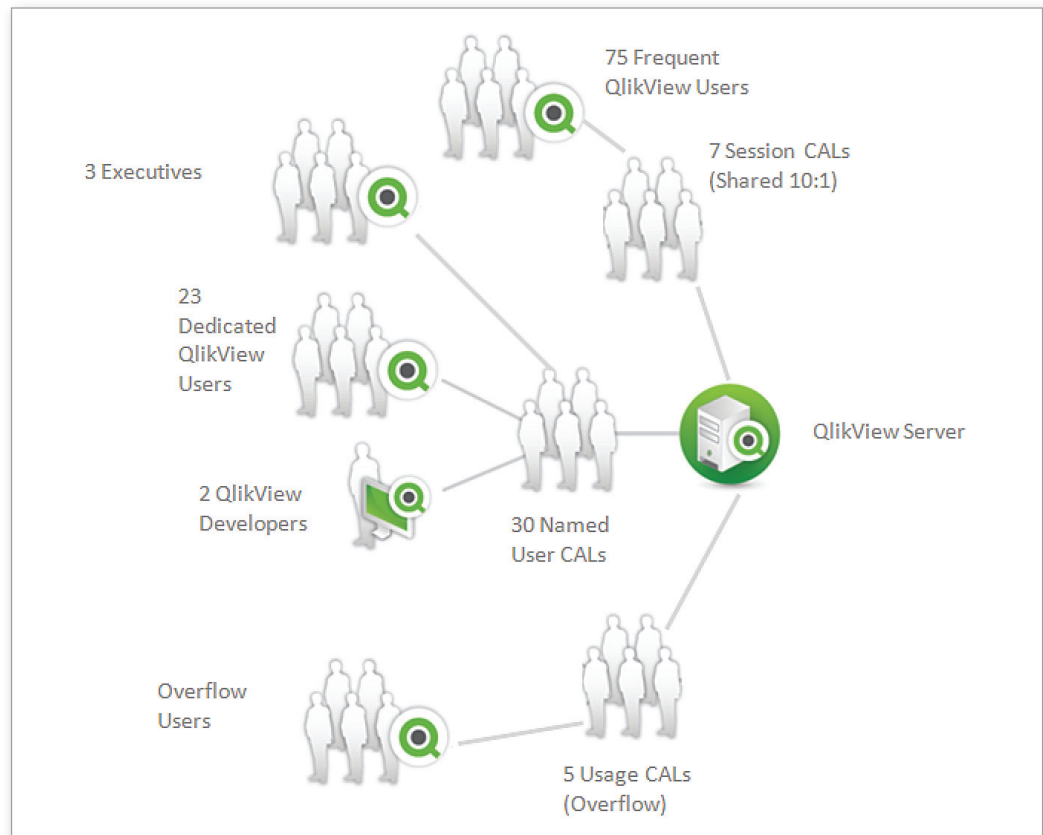 75 Frequent
QlikView Users
7 Session CALs
(Shared 10:1)
3 Executives
23
Dedicated
QlikView
Users
QlikView Server
2 QlikView
Developers
30 Named
User CALs
Overflow
Users
5 Usage CALs
(Overflow)